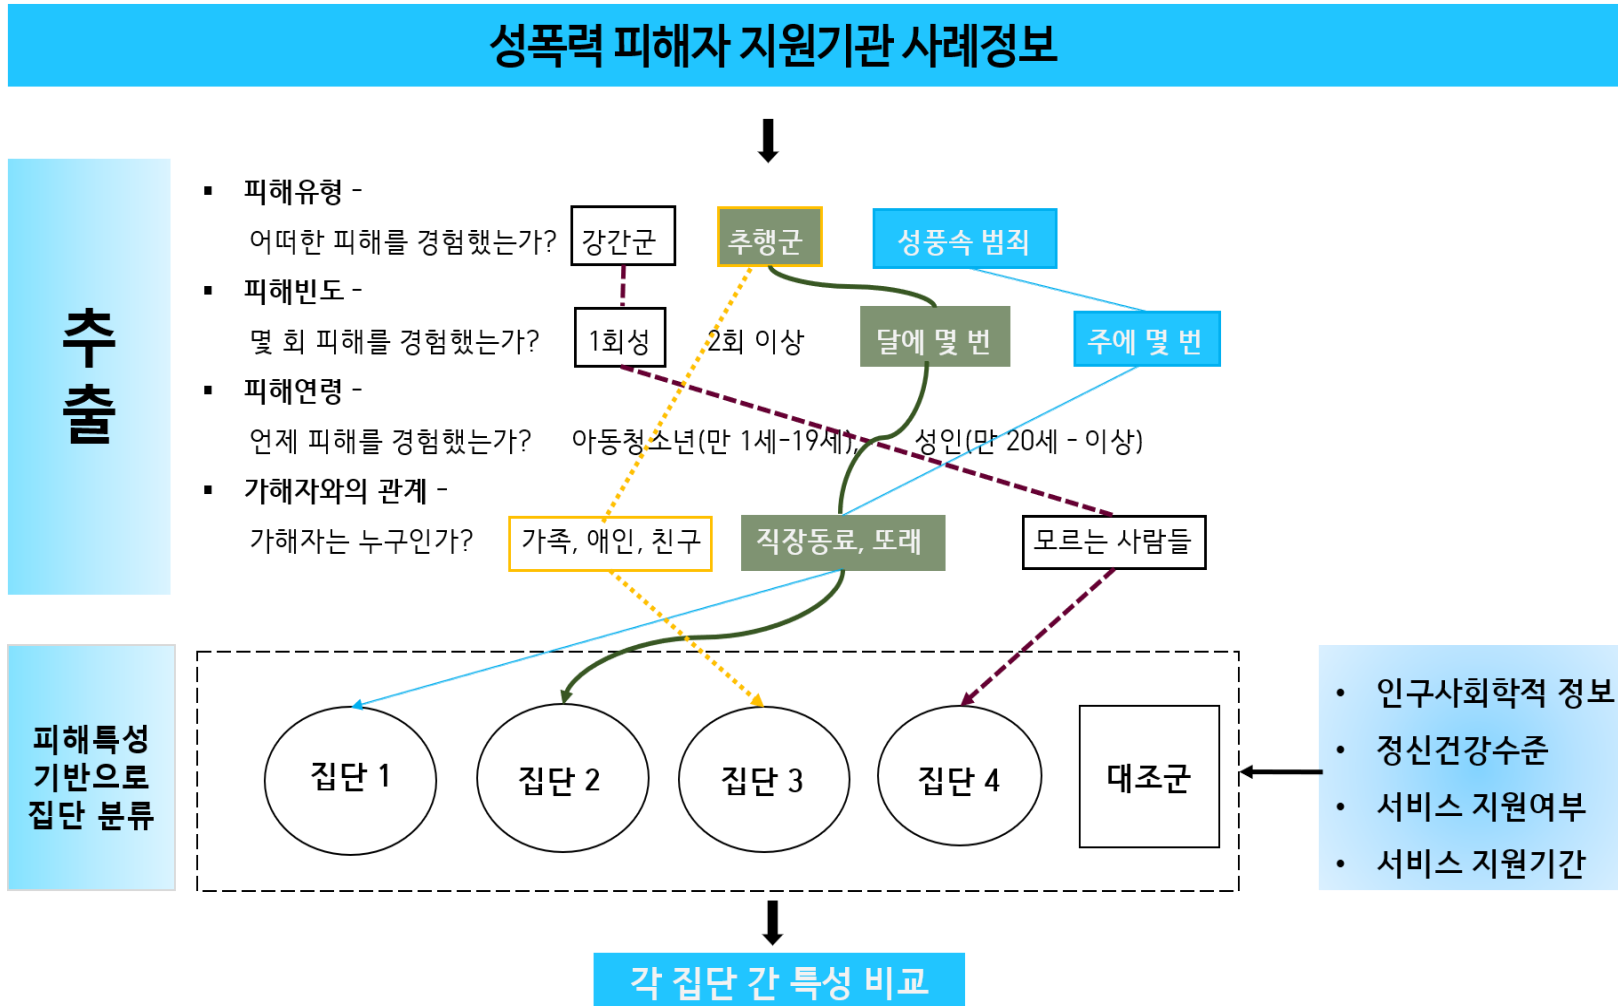 성폭력 피해자 지원기관 사례정보
추
출
▪ 피해유형 -
어떠한 피해를 경험했는가? 강간군 추행군 성풍속 범죄
▪ 피해빈도 -
몇 회 피해를 경험했는가? 1회성 2회 이상 달에 몇 번 주에 몇 번
▪ 피해연령 -
언제 피해를 경험했는가? 아동청소년(만 1세-19세), 성인(만 20세 - 이상)
▪ 가해자와의 관계 -
가해자는 누구인가? 가족, 애인, 친구 직장동료, 또래 모르는 사람들
피해특성
기반으로
집단 분류
집단 1 집단 2 집단 3 집단 4 대조군
• 인구사회학적 정보
• 정신건강수준
• 서비스 지원여부
• 서비스 지원기간
각 집단 간 특성 비교